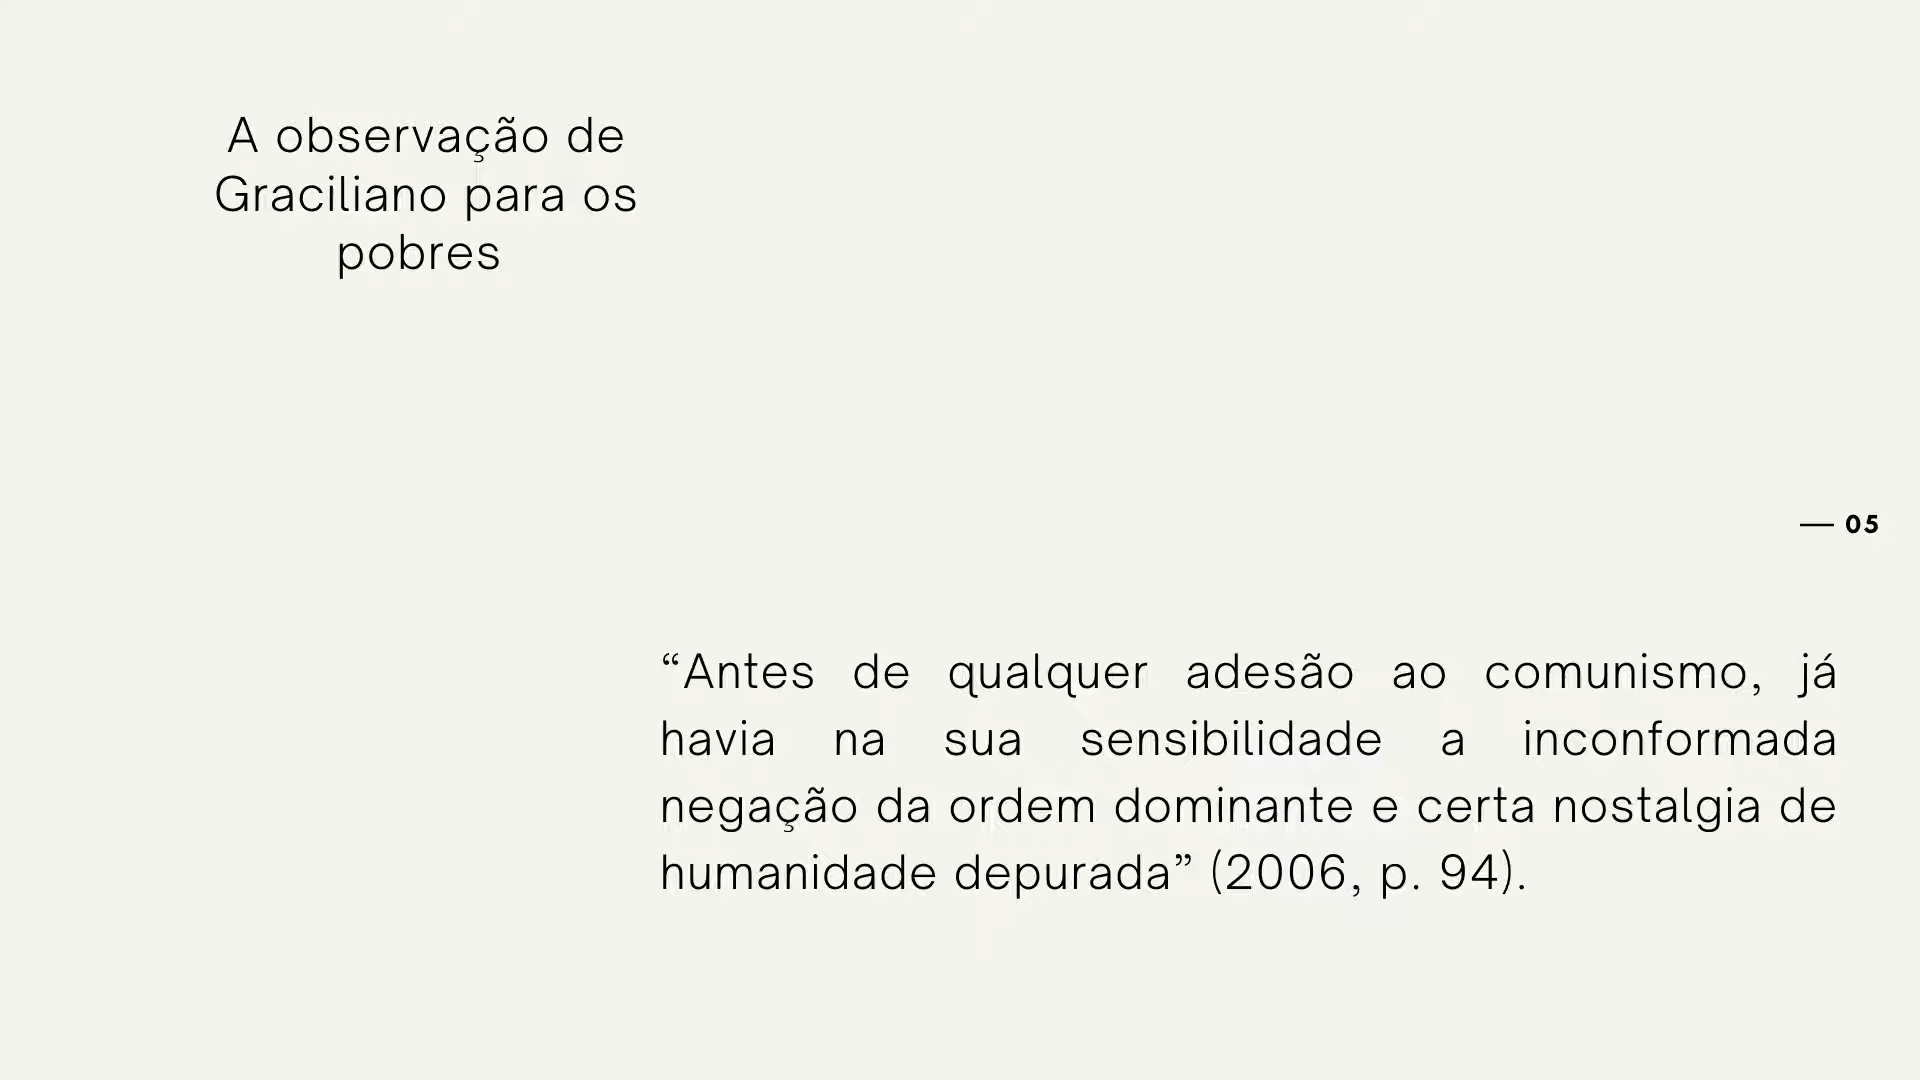 A observação de
Graciliano para os
pobres
— 05
“Antes de qualquer adesão ao comunismo, já
havia na sua sensibilidade a inconformada
negação da ordem dominante e certa nostalgia de
humanidade depurada” (2006, p. 94).